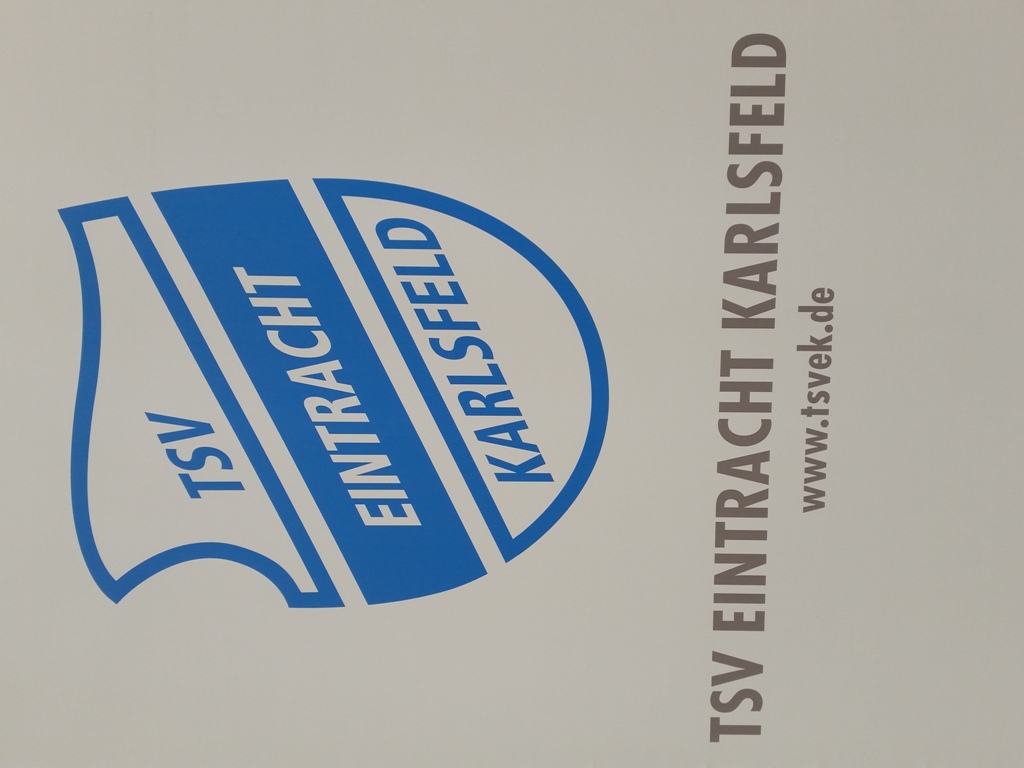 TSV
EINTRACHT
KARLSFELD
TSV EINTRACHT KARLSFELD
www.tsvek.de